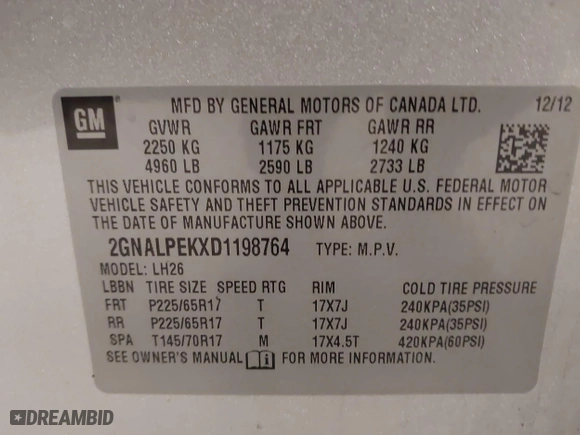 GM
MFD BY GENERAL MOTORS OF CANADA LTD. 12/12
GVWR GAWR FRT GAWR RR
2250 KG 1175 KG 1240 KG
4960 LB 2590 LB 2733 LB
THIS VEHICLE CONFORMS TO ALL APPLICABLE U.S. FEDERAL MOTOR
VEHICLE SAFETY AND THEFT PREVENTION STANDARDS IN EFFECT ON
THE DATE OF MANUFACTURE SHOWN ABOVE.
2GNALPEKXD1198764 TYPE: M.P.V.
MODEL: LH26
LBBN TIRE SIZE SPEED RTG RIM COLD TIRE PRESSURE
FRT P225/65R17 T 17X7J 240KPA(35PSI)
RR P225/65R17 T 17X7J 240KPA(35PSI)
SPA T145/70R17 M 17X4.5T 420KPA(60PSI)
SEE OWNER'S MANUAL FOR MORE INFORMATION.
DREAMBID